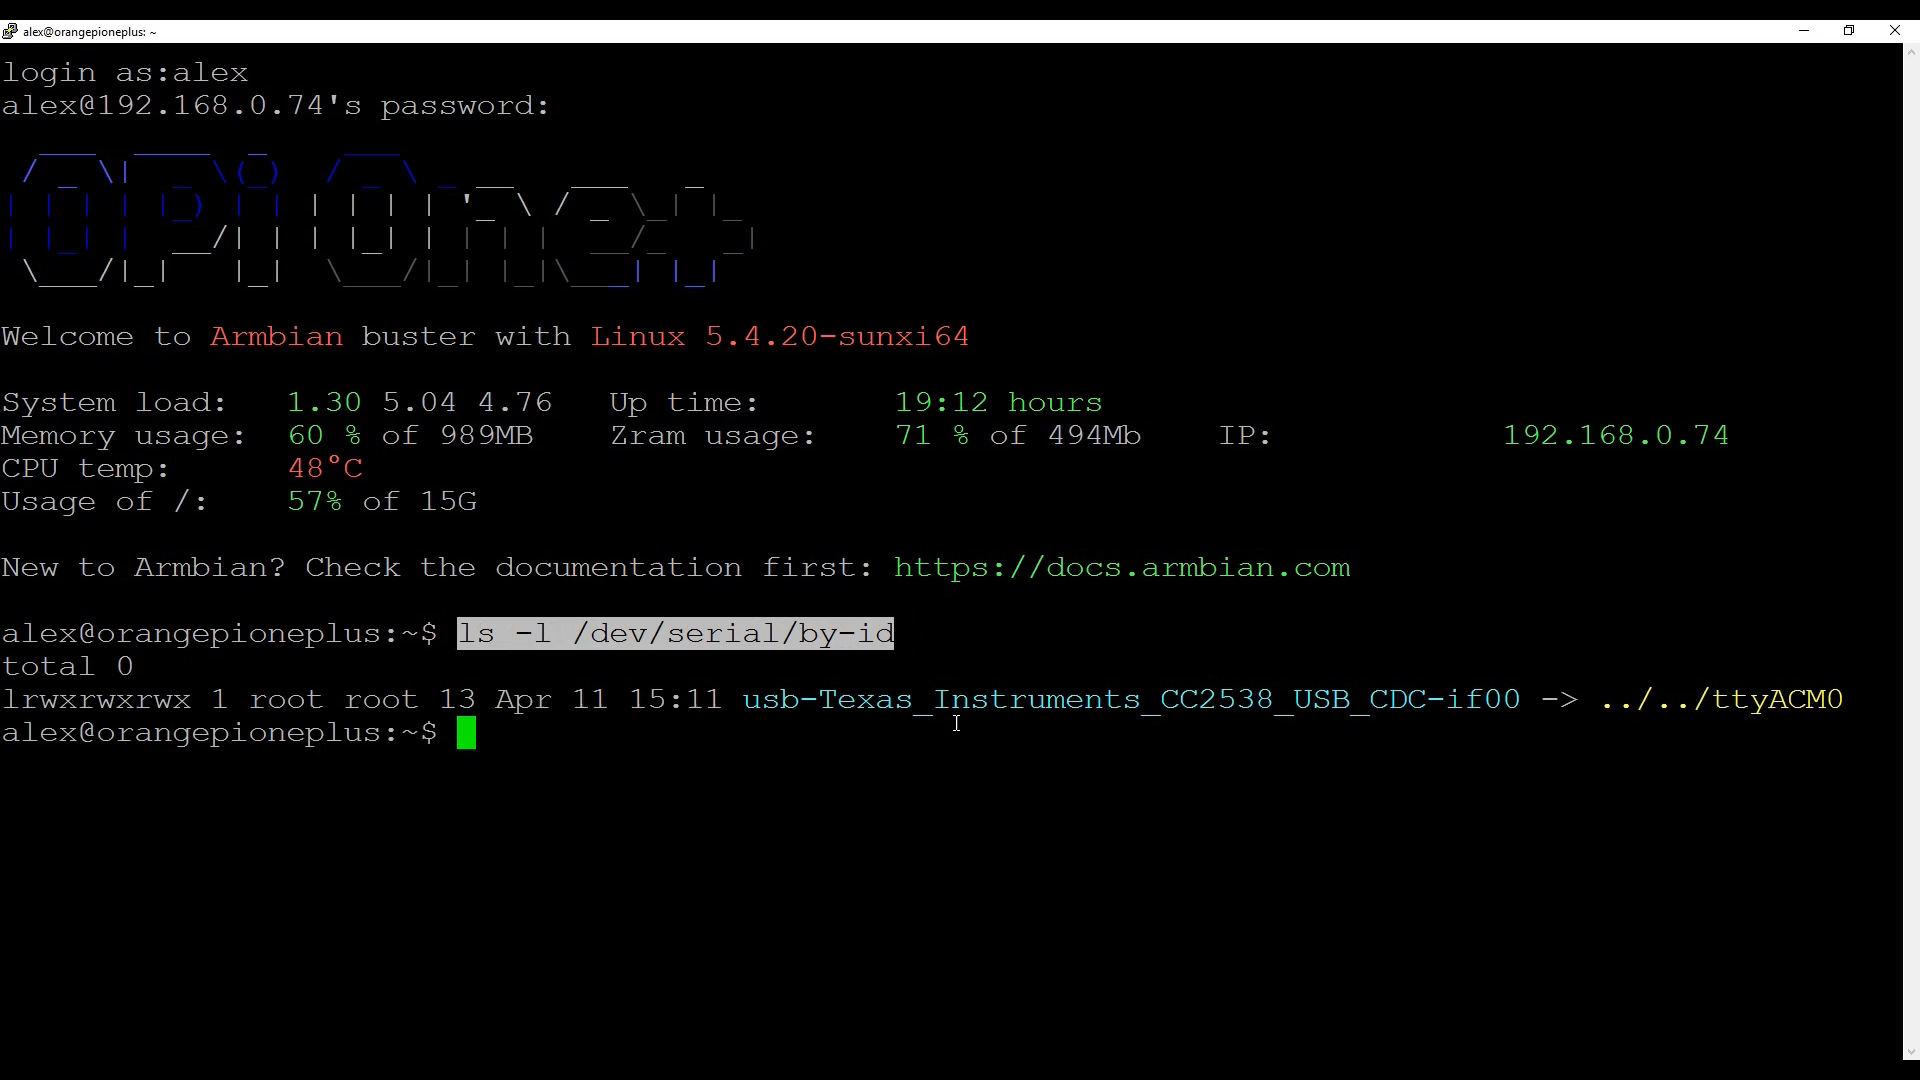 alex@orangepioneplus: ~
login as:alex
alex@192.168.0.74's password:
OPi One+
Welcome to Armbian buster with Linux 5.4.20-sunxi64
System load: 1.30 5.04 4.76 Up time: 19:12 hours
Memory usage: 60 % of 989MB Zram usage: 71 % of 494Mb IP: 192.168.0.74
CPU temp: 48°C
Usage of /: 57% of 15G
New to Armbian? Check the documentation first: https://docs.armbian.com
alex@orangepioneplus:~$ ls -l /dev/serial/by-id
total 0
lrwxrwxrwx 1 root root 13 Apr 11 15:11 usb-Texas_Instruments_CC2538_USB_CDC-if00 -> ../../ttyACM0
alex@orangepioneplus:~$